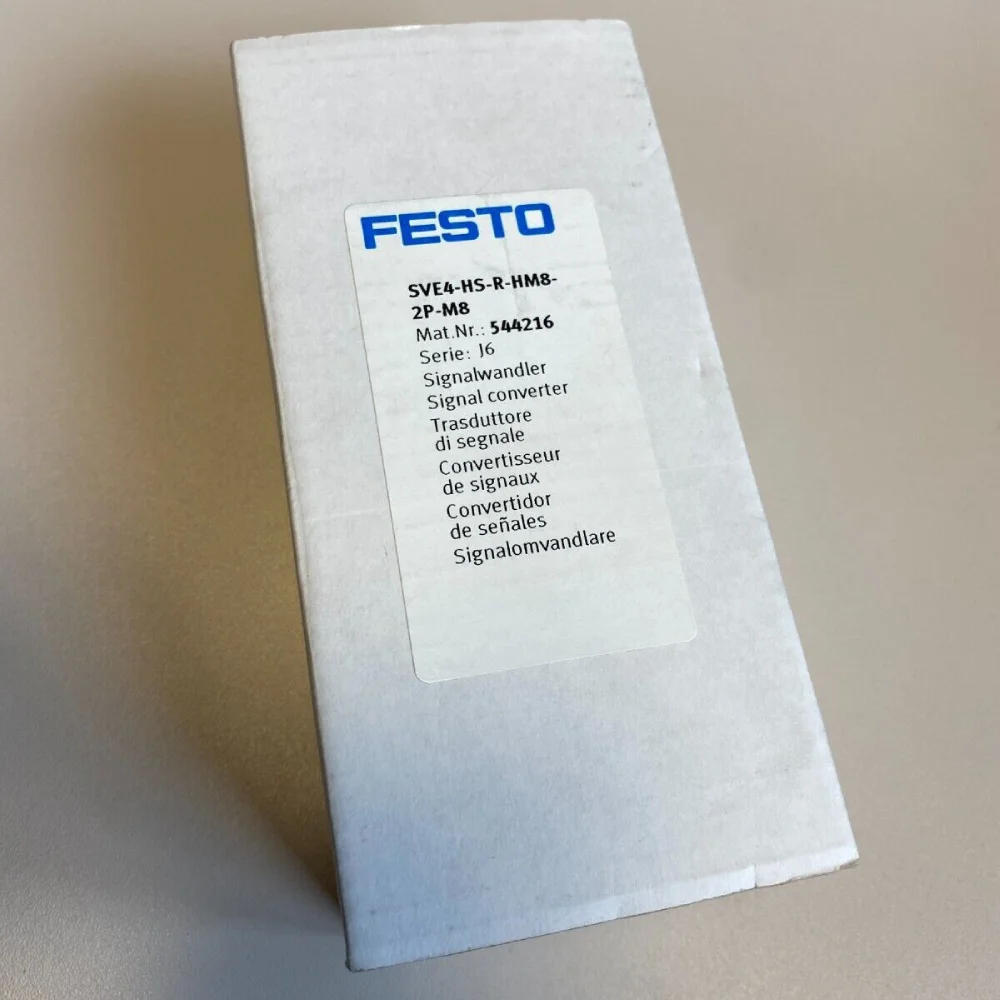 FESTO
SVE4-HS-R-HM8-
2P-M8
Mat.Nr.: 544216
Serie: J6
Signalwandler
Signal converter
Trasduttore
di segnale
Convertisseur
de signaux
Convertidor
de señales
Signalomvandlare